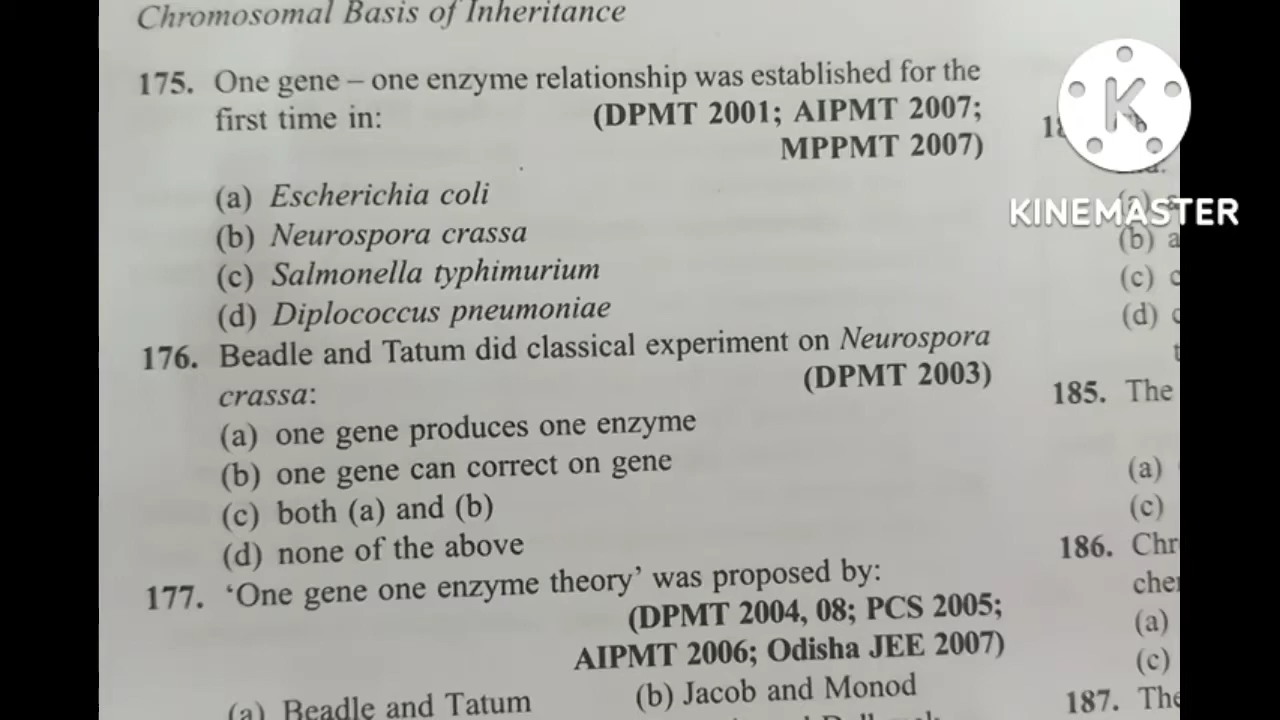 Chromosomal Basis of Inheritance
175. One gene – one enzyme relationship was established for the
first time in: (DPMT 2001; AIPMT 2007;
MPPMT 2007)
(a) Escherichia coli
(b) Neurospora crassa
(c) Salmonella typhimurium
(d) Diplococcus pneumoniae
176. Beadle and Tatum did classical experiment on Neurospora
crassa: (DPMT 2003)
(a) one gene produces one enzyme
(b) one gene can correct on gene
(c) both (a) and (b)
(d) none of the above
177. ‘One gene one enzyme theory’ was proposed by:
(DPMT 2004, 08; PCS 2005;
AIPMT 2006; Odisha JEE 2007)
(a) Beadle and Tatum (b) Jacob and Monod
KINEMASTER
(b) a
(c)
(d)
185. The
(a)
(c)
186. Chr
(a)
(c)
187. The